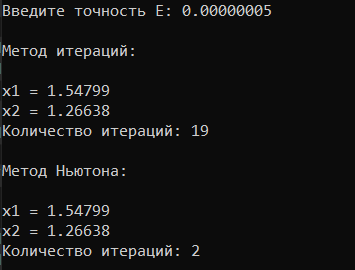 Введите точность E: 0.00000005
Метод итераций:
x1 = 1.54799
x2 = 1.26638
Количество итераций: 19
Метод Ньютона:
x1 = 1.54799
x2 = 1.26638
Количество итераций: 2